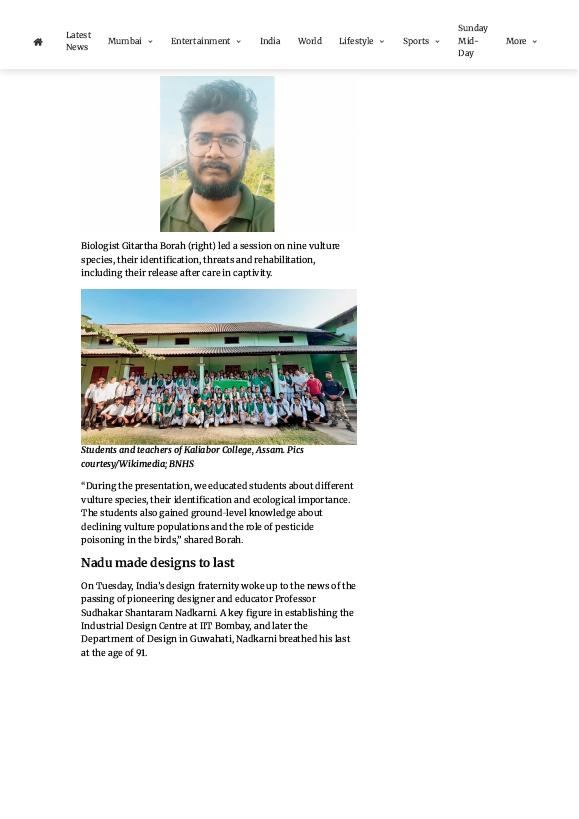 Latest
News
Mumbai
Entertainment
India
World
Lifestyle
Sports
Sunday
Mid-
Day
More
Biologist Gitartha Borah (right) led a session on nine vulture
species, their identification, threats and rehabilitation,
including their release after care in captivity.
Students and teachers of Kaliabor College, Assam. Pics
courtesy/Wikimedia; BNHS
“During the presentation, we educated students about different
vulture species, their identification and ecological importance.
The students also gained ground-level knowledge about
declining vulture populations and the role of pesticide
poisoning in the birds,” shared Borah.
Nadu made designs to last
On Tuesday, India’s design fraternity woke up to the news of the
passing of pioneering designer and educator Professor
Sudhakar Shantaram Nadkarni. A key figure in establishing the
Industrial Design Centre at IIT Bombay, and later the
Department of Design in Guwahati, Nadkarni breathed his last
at the age of 91.